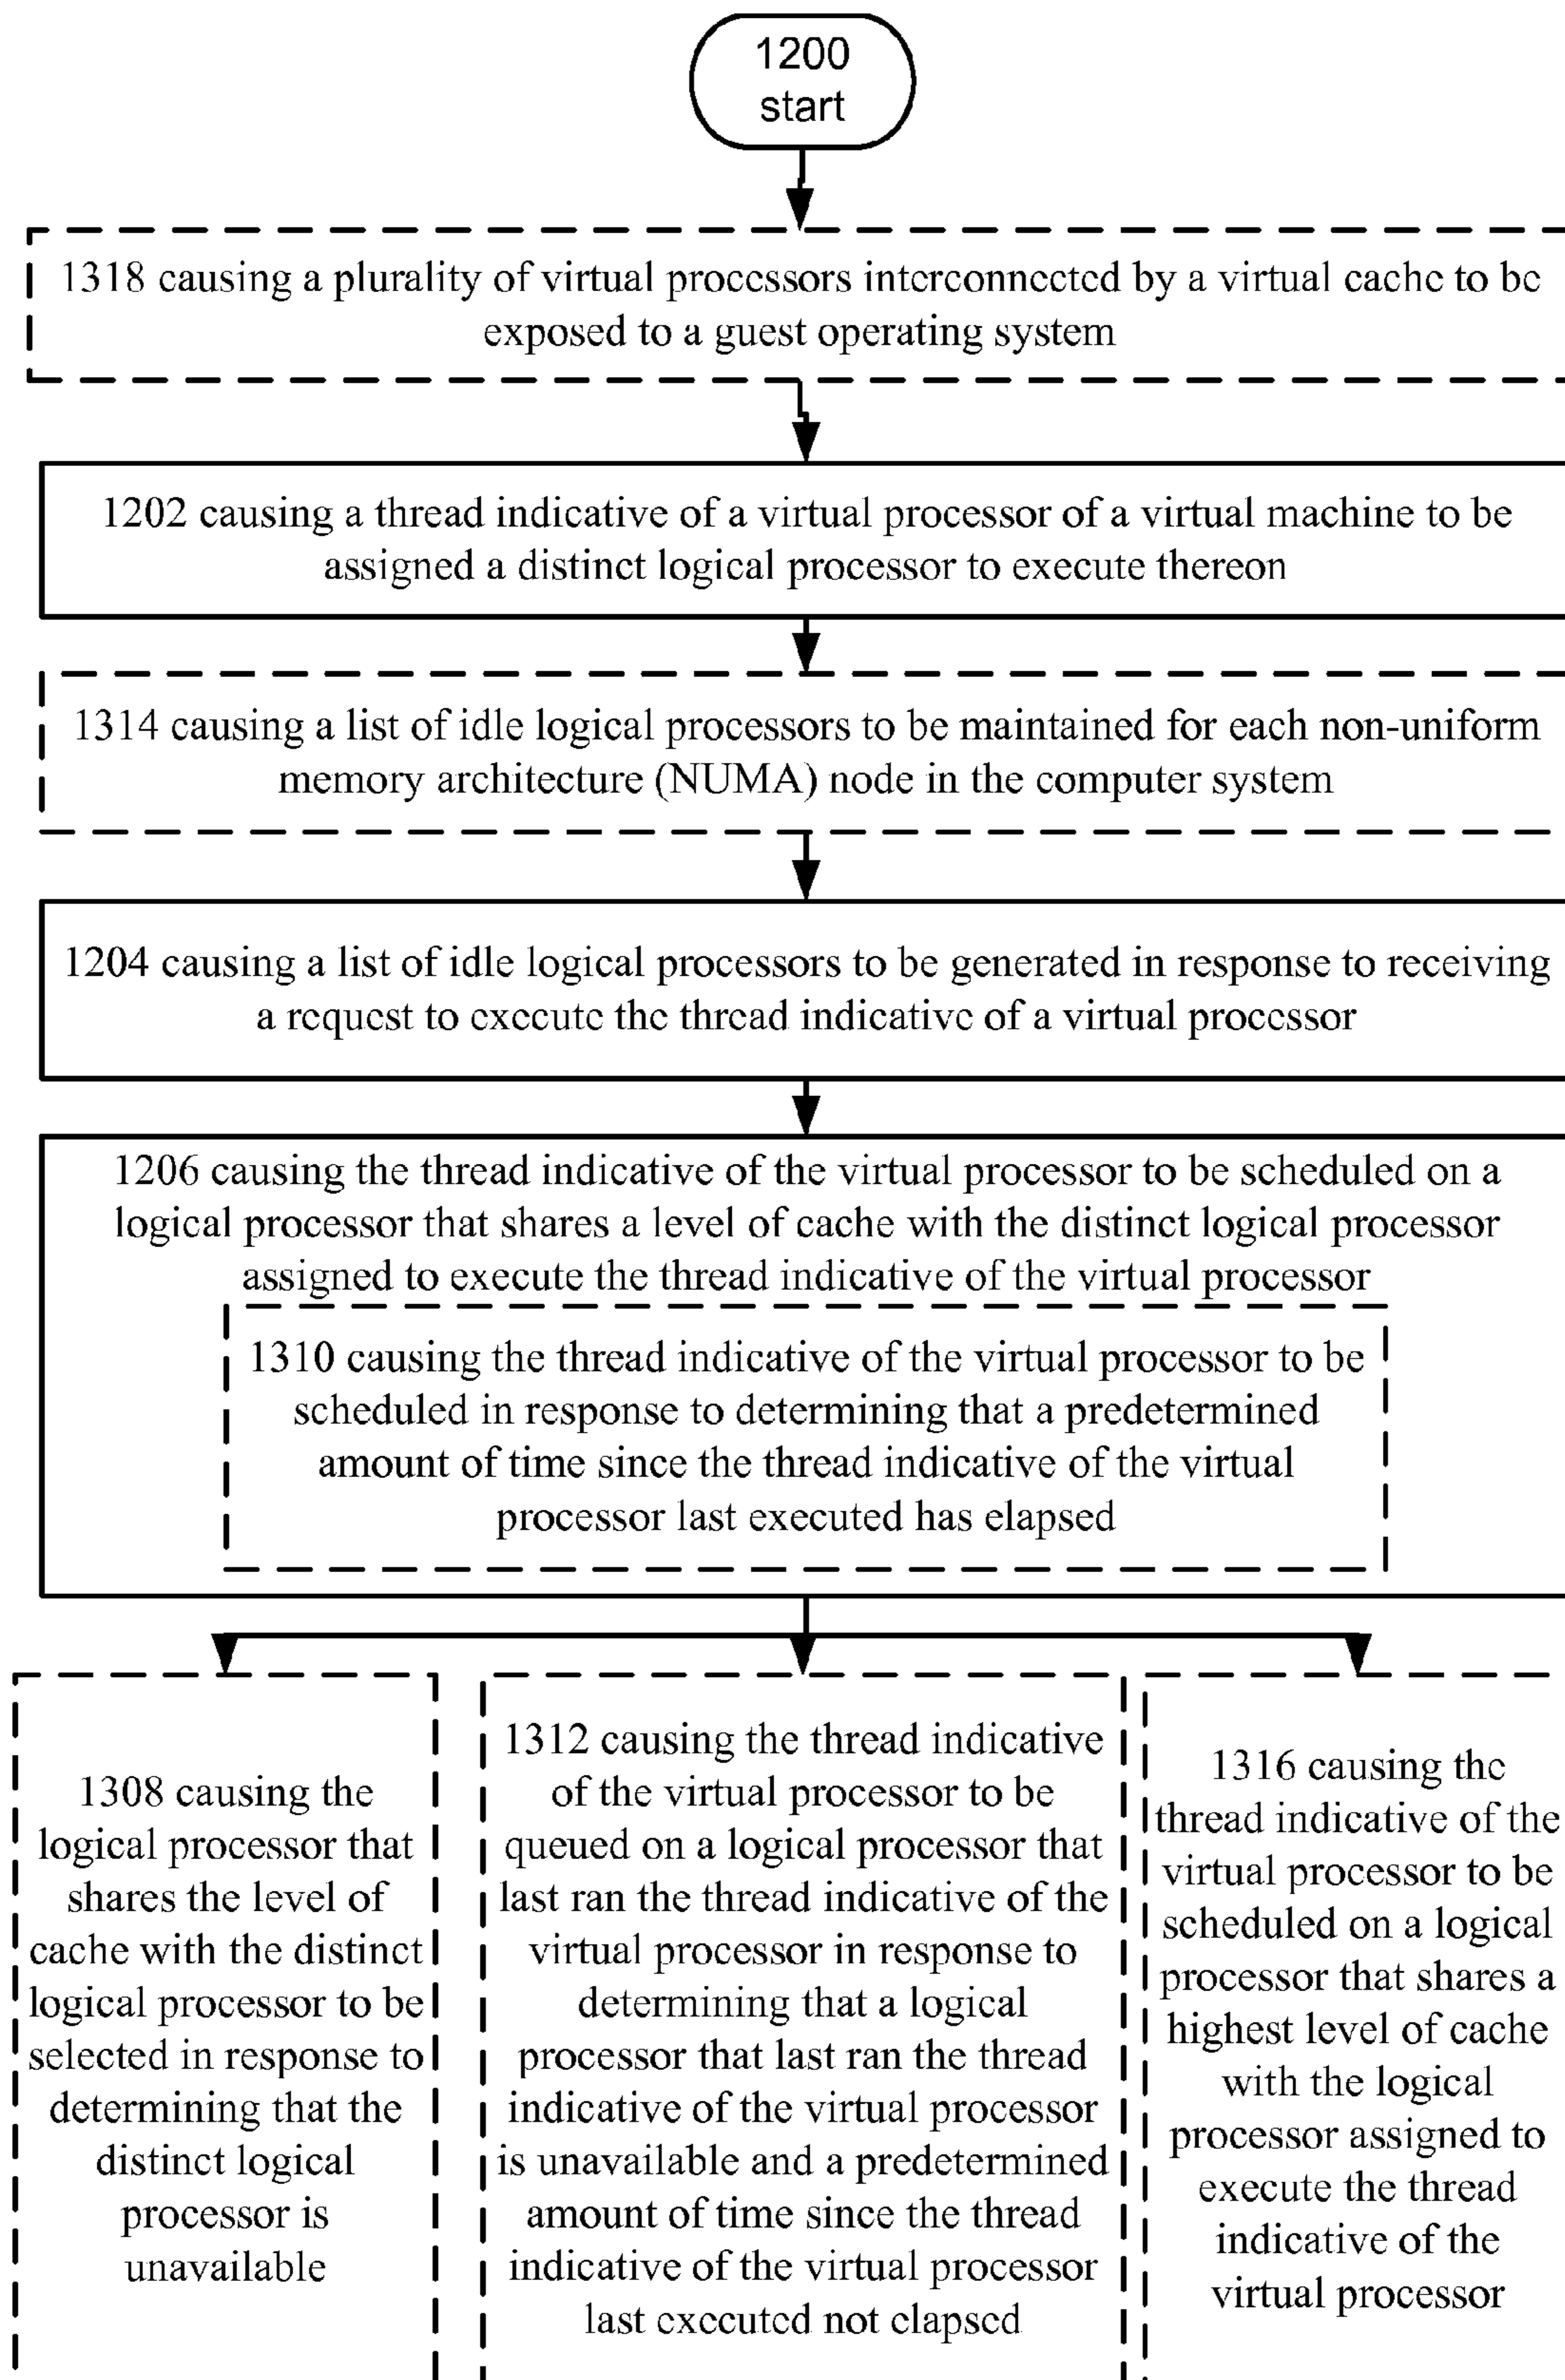 1200
start
1318 causing a plurality of virtual processors interconnected by a virtual cache to be
exposed to a guest operating system
1202 causing a thread indicative of a virtual processor of a virtual machine to be
assigned a distinct logical processor to execute thereon
1314 causing a list of idle logical processors to be maintained for each non-uniform
memory architecture (NUMA) node in the computer system
1204 causing a list of idle logical processors to be generated in response to receiving
a request to execute the thread indicative of a virtual processor
1206 causing the thread indicative of the virtual processor to be scheduled on a
logical processor that shares a level of cache with the distinct logical processor
assigned to execute the thread indicative of the virtual processor
1310 causing the thread indicative of the virtual processor to be
scheduled in response to determining that a predetermined
amount of time since the thread indicative of the virtual
processor last executed has elapsed
1308 causing the
logical processor that
shares the level of
cache with the distinct
logical processor to be
selected in response to
determining that the
distinct logical
processor is
unavailable
1312 causing the thread indicative
of the virtual processor to be
queued on a logical processor that
last ran the thread indicative of the
virtual processor in response to
determining that a logical
processor that last ran the thread
indicative of the virtual processor
is unavailable and a predetermined
amount of time since the thread
indicative of the virtual processor
last executed not elapsed
1316 causing the
thread indicative of the
virtual processor to be
scheduled on a logical
processor that shares a
highest level of cache
with the logical
processor assigned to
execute the thread
indicative of the
virtual processor